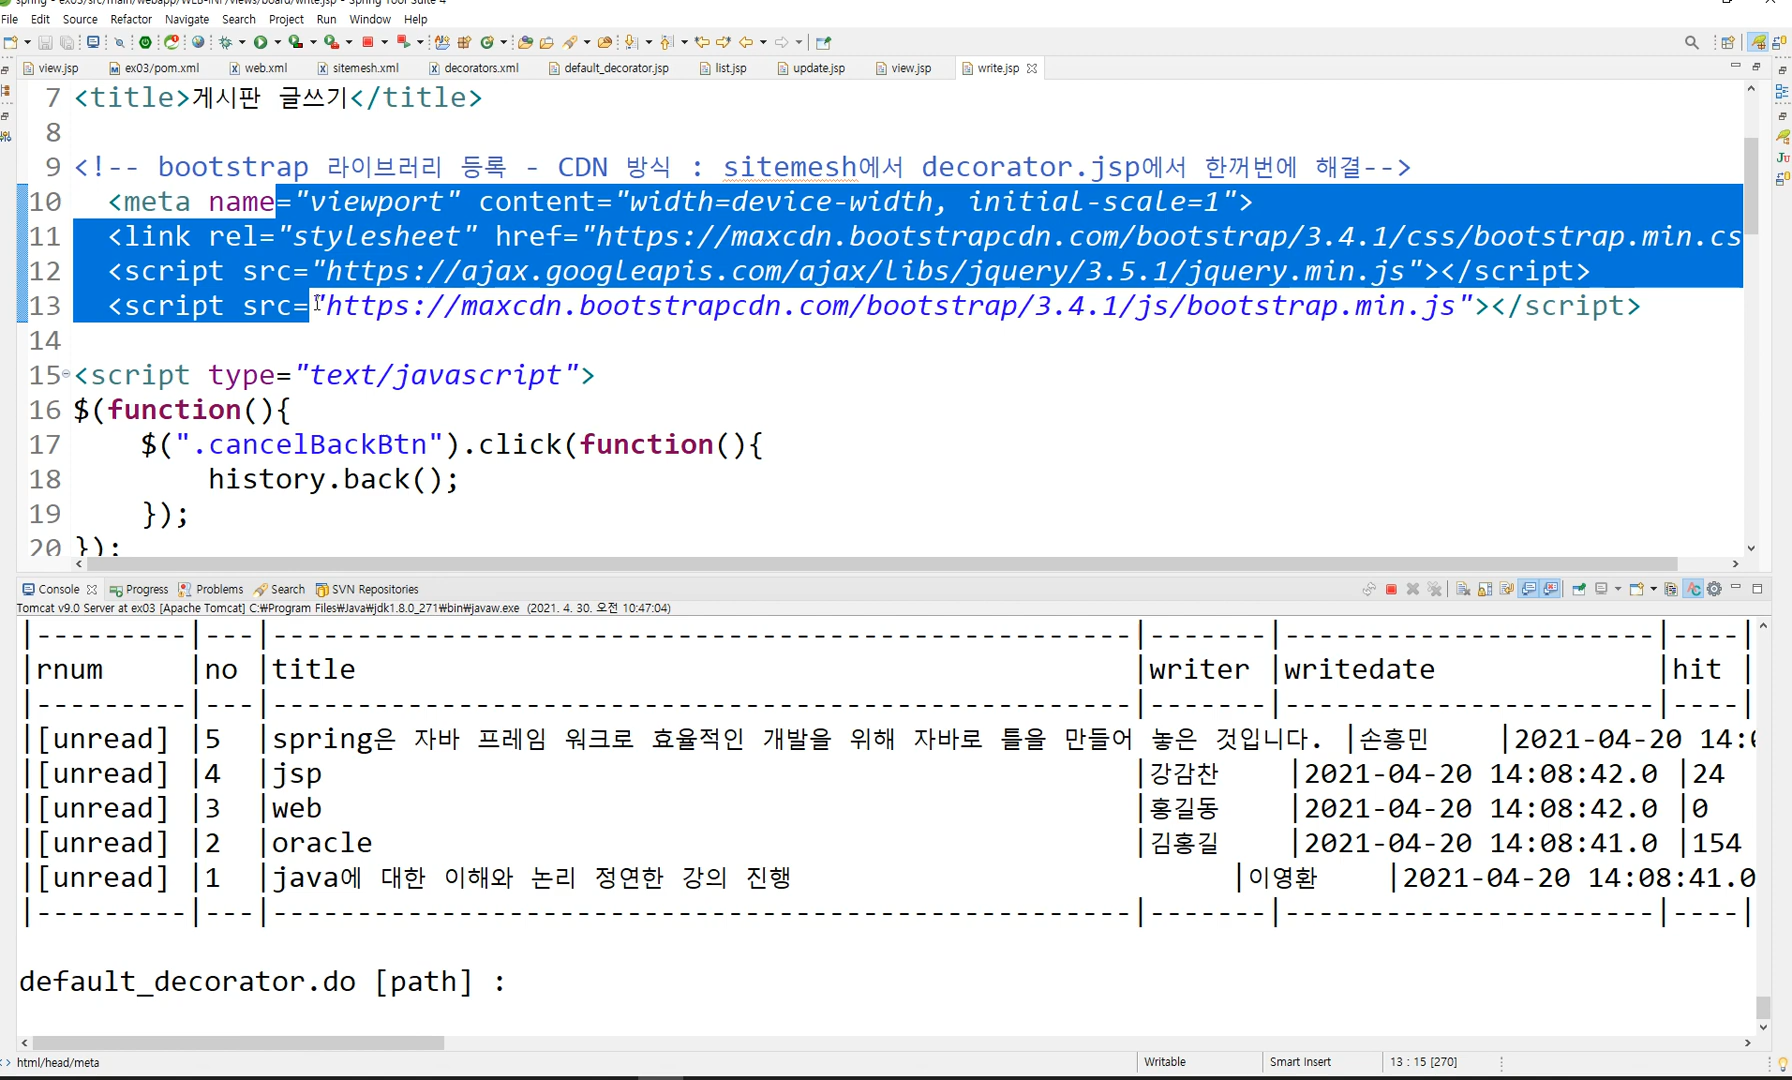 spring - ex03/src/main/webapp/WEB-INF/views/board/write.jsp - Spring Tool Suite 4
File Edit Source Refactor Navigate Search Project Run Window Help
view.jsp ex03/pom.xml web.xml sitemesh.xml decorators.xml default_decorator.jsp list.jsp update.jsp view.jsp write.jsp
7 <title>게시판 글쓰기</title>
8
9 <!-- bootstrap 라이브러리 등록 - CDN 방식 : sitemesh에서 decorator.jsp에서 한꺼번에 해결-->
10 <meta name="viewport" content="width=device-width, initial-scale=1">
11 <link rel="stylesheet" href="https://maxcdn.bootstrapcdn.com/bootstrap/3.4.1/css/bootstrap.min.cs
12 <script src="https://ajax.googleapis.com/ajax/libs/jquery/3.5.1/jquery.min.js"></script>
13 <script src="https://maxcdn.bootstrapcdn.com/bootstrap/3.4.1/js/bootstrap.min.js"></script>
14
15 <script type="text/javascript">
16 $(function(){
17 $(".cancelBackBtn").click(function(){
18 history.back();
19 });
20 });
Console Progress Problems Search SVN Repositories
Tomcat v9.0 Server at ex03 [Apache Tomcat] C:₩Program Files₩Java₩jdk1.8.0_271₩bin₩javaw.exe (2021. 4. 30. 오전 10:47:04)
|---------|---|---------------------------------------------------|-------|----------------------|----|
|rnum |no |title |writer |writedate |hit |
|---------|---|---------------------------------------------------|-------|----------------------|----|
|[unread] |5 |spring은 자바 프레임 워크로 효율적인 개발을 위해 자바로 틀을 만들어 놓은 것입니다. |손흥민 |2021-04-20 14:0
|[unread] |4 |jsp |강감찬 |2021-04-20 14:08:42.0 |24
|[unread] |3 |web |홍길동 |2021-04-20 14:08:42.0 |0
|[unread] |2 |oracle |김홍길 |2021-04-20 14:08:41.0 |154
|[unread] |1 |java에 대한 이해와 논리 정연한 강의 진행 |이영환 |2021-04-20 14:08:41.0
|---------|---|---------------------------------------------------|-------|----------------------|----|
default_decorator.do [path] :
html/head/meta Writable Smart Insert 13 : 15 [270]